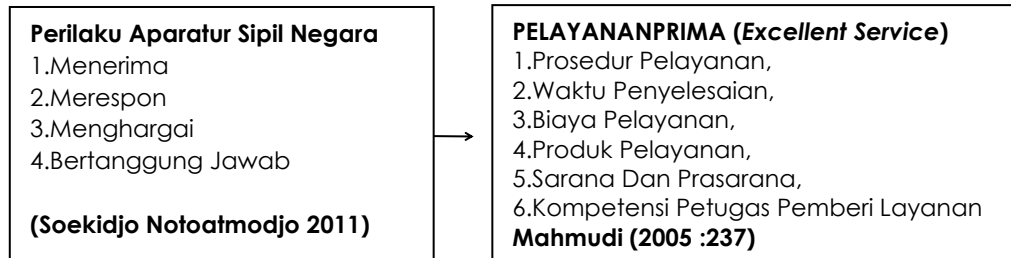 Perilaku Aparatur Sipil Negara
1.Menerima
2.Merespon
3.Menghargai
4.Bertanggung Jawab
(Soekidjo Notoatmodjo 2011)
PELAYANANPRIMA (Excellent Service)
1.Prosedur Pelayanan,
2.Waktu Penyelesaian,
3.Biaya Pelayanan,
4.Produk Pelayanan,
5.Sarana Dan Prasarana,
6.Kompetensi Petugas Pemberi Layanan
Mahmudi (2005 :237)